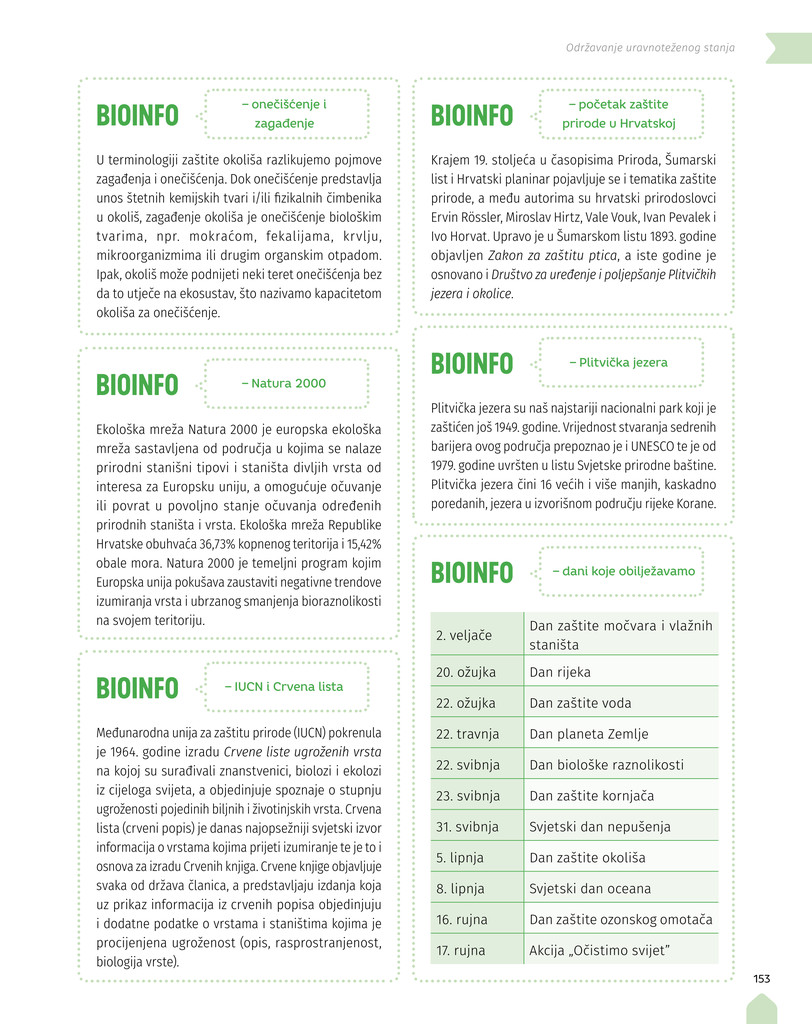 Održavanje uravnoteženog stanja
BIOINFO
– onečišćenje i
zagađenje
U terminologiji zaštite okoliša razlikujemo pojmove
zagađenja i onečišćenja. Dok onečišćenje predstavlja
unos štetnih kemijskih tvari i/ili fizikalnih čimbenika
u okoliš, zagađenje okoliša je onečišćenje biološkim
tvarima, npr. mokraćom, fekalijama, krvlju,
mikroorganizmima ili drugim organskim otpadom.
Ipak, okoliš može podnijeti neki teret onečišćenja bez
da to utječe na ekosustav, što nazivamo kapacitetom
okoliša za onečišćenje.
BIOINFO
– Natura 2000
Ekološka mreža Natura 2000 je europska ekološka
mreža sastavljena od područja u kojima se nalaze
prirodni stanišni tipovi i staništa divljih vrsta od
interesa za Europsku uniju, a omogućuje očuvanje
ili povrat u povoljno stanje očuvanja određenih
prirodnih staništa i vrsta. Ekološka mreža Republike
Hrvatske obuhvaća 36,73% kopnenog teritorija i 15,42%
obale mora. Natura 2000 je temeljni program kojim
Europska unija pokušava zaustaviti negativne trendove
izumiranja vrsta i ubrzanog smanjenja bioraznolikosti
na svojem teritoriju.
BIOINFO
– IUCN i Crvena lista
Međunarodna unija za zaštitu prirode (IUCN) pokrenula
je 1964. godine izradu Crvene liste ugroženih vrsta
na kojoj su surađivali znanstvenici, biolozi i ekolozi
iz cijeloga svijeta, a objedinjuje spoznaje o stupnju
ugroženosti pojedinih biljnih i životinjskih vrsta. Crvena
lista (crveni popis) je danas najopsežniji svjetski izvor
informacija o vrstama kojima prijeti izumiranje te je to i
osnova za izradu Crvenih knjiga. Crvene knjige objavljuje
svaka od država članica, a predstavljaju izdanja koja
uz prikaz informacija iz crvenih popisa objedinjuju
i dodatne podatke o vrstama i staništima kojima je
procijenjena ugroženost (opis, rasprostranjenost,
biologija vrste).
BIOINFO
– početak zaštite
prirode u Hrvatskoj
Krajem 19. stoljeća u časopisima Priroda, Šumarski
list i Hrvatski planinar pojavljuje se i tematika zaštite
prirode, a među autorima su hrvatski prirodoslovci
Ervin Rössler, Miroslav Hirtz, Vale Vouk, Ivan Pevalek i
Ivo Horvat. Upravo je u Šumarskom listu 1893. godine
objavljen Zakon za zaštitu ptica, a iste godine je
osnovano i Društvo za uređenje i poljepšanje Plitvičkih
jezera i okolice.
BIOINFO
– Plitvička jezera
Plitvička jezera su naš najstariji nacionalni park koji je
zaštićen još 1949. godine. Vrijednost stvaranja sedrenih
barijera ovog područja prepoznao je i UNESCO te je od
1979. godine uvršten u listu Svjetske prirodne baštine.
Plitvička jezera čini 16 većih i više manjih, kaskadno
poredanih, jezera u izvorišnom području rijeke Korane.
BIOINFO
– dani koje obilježavamo
2. veljače Dan zaštite močvara i vlažnih
staništa
20. ožujka Dan rijeka
22. ožujka Dan zaštite voda
22. travnja Dan planeta Zemlje
22. svibnja Dan biološke raznolikosti
23. svibnja Dan zaštite kornjača
31. svibnja Svjetski dan nepušenja
5. lipnja Dan zaštite okoliša
8. lipnja Svjetski dan oceana
16. rujna Dan zaštite ozonskog omotača
17. rujna Akcija „Očistimo svijet”
153